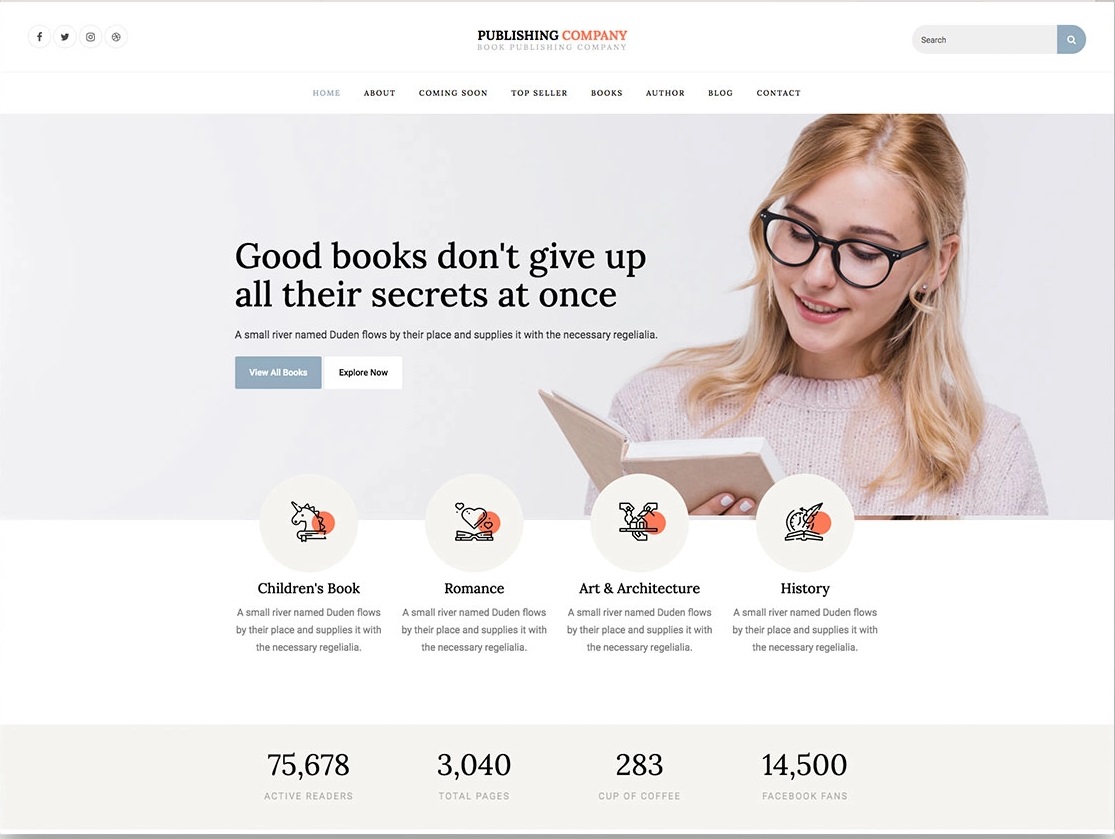 PUBLISHING COMPANY
BOOK PUBLISHING COMPANY
Search
HOME ABOUT COMING SOON TOP SELLER BOOKS AUTHOR BLOG CONTACT
Good books don't give up
all their secrets at once
A small river named Duden flows by their place and supplies it with the necessary regelialia.
View All Books Explore Now
Children's Book
A small river named Duden flows
by their place and supplies it with
the necessary regelialia.
Romance
A small river named Duden flows
by their place and supplies it with
the necessary regelialia.
Art & Architecture
A small river named Duden flows
by their place and supplies it with
the necessary regelialia.
History
A small river named Duden flows
by their place and supplies it with
the necessary regelialia.
75,678
ACTIVE READERS
3,040
TOTAL PAGES
283
CUP OF COFFEE
14,500
FACEBOOK FANS